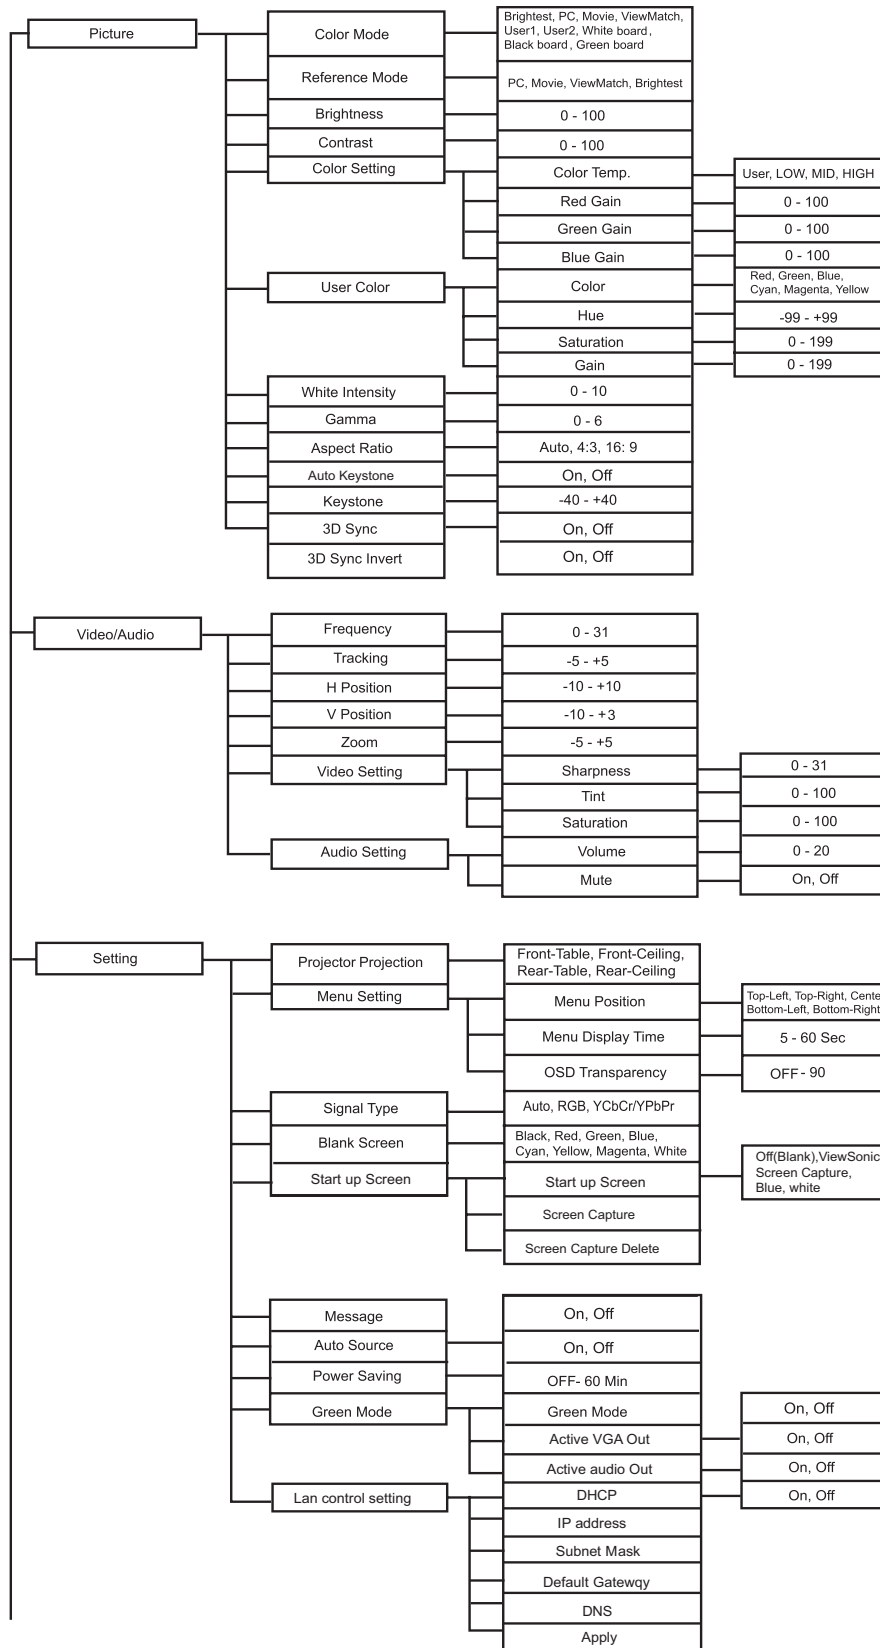 Picture
Color Mode
Brightest, PC, Movie, ViewMatch,
User1, User2, White board,
Black board, Green board
Reference Mode
PC, Movie, ViewMatch, Brightest
Brightness
0 - 100
Contrast
0 - 100
Color Setting
Color Temp.
User, LOW, MID, HIGH
Red Gain
0 - 100
Green Gain
0 - 100
Blue Gain
0 - 100
User Color
Color
Red, Green, Blue,
Cyan, Magenta, Yellow
Hue
-99 - +99
Saturation
0 - 199
Gain
0 - 199
White Intensity
0 - 10
Gamma
0 - 6
Aspect Ratio
Auto, 4:3, 16: 9
Auto Keystone
On, Off
Keystone
-40 - +40
3D Sync
On, Off
3D Sync Invert
On, Off
Video/Audio
Frequency
0 - 31
Tracking
-5 - +5
H Position
-10 - +10
V Position
-10 - +3
Zoom
-5 - +5
Video Setting
Sharpness
0 - 31
Tint
0 - 100
Saturation
0 - 100
Audio Setting
Volume
0 - 20
Mute
On, Off
Setting
Projector Projection
Front-Table, Front-Ceiling,
Rear-Table, Rear-Ceiling
Menu Setting
Menu Position
Top-Left, Top-Right, Cente
Bottom-Left, Bottom-Right
Menu Display Time
5 - 60 Sec
OSD Transparency
OFF - 90
Signal Type
Auto, RGB, YCbCr/YPbPr
Blank Screen
Black, Red, Green, Blue,
Cyan, Yellow, Magenta, White
Start up Screen
Start up Screen
Off(Blank),ViewSonic
Screen Capture,
Blue, white
Screen Capture
Screen Capture Delete
Message
On, Off
Auto Source
On, Off
Power Saving
OFF- 60 Min
Green Mode
Green Mode
On, Off
Active VGA Out
On, Off
Active audio Out
On, Off
Lan control setting
DHCP
On, Off
IP address
Subnet Mask
Default Gatewqy
DNS
Apply